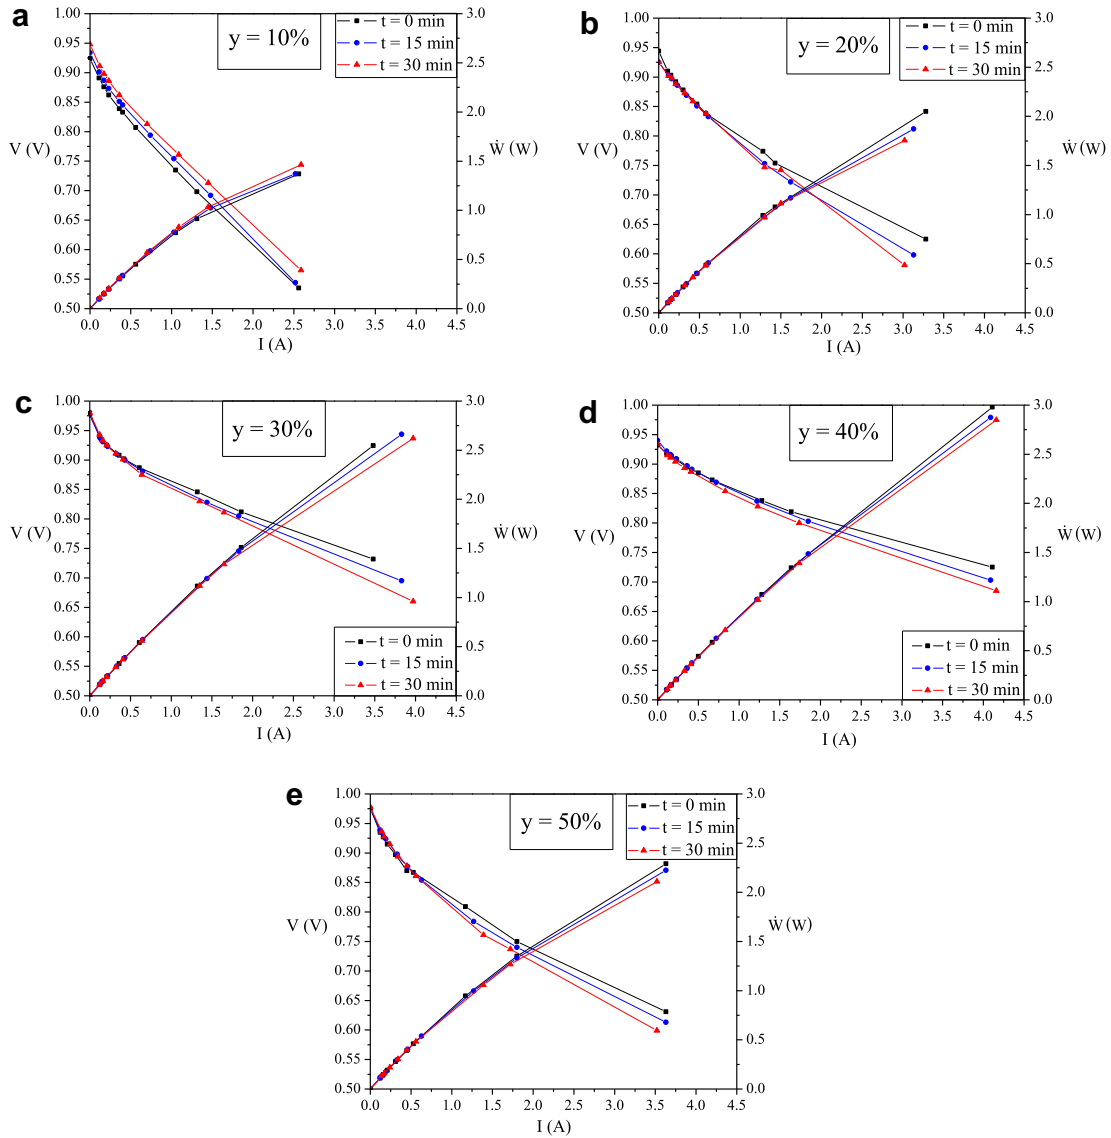 a
y = 10%
t = 0 min
t = 15 min
t = 30 min
1.00
0.95
0.90
0.85
0.80
0.75
0.70
0.65
0.60
0.55
0.50
V (V)
3.0
2.5
2.0
1.5
1.0
0.5
0.0
Ẇ (W)
0.0 0.5 1.0 1.5 2.0 2.5 3.0 3.5 4.0 4.5
I (A)
b
y = 20%
t = 0 min
t = 15 min
t = 30 min
1.00
0.95
0.90
0.85
0.80
0.75
0.70
0.65
0.60
0.55
0.50
V (V)
3.0
2.5
2.0
1.5
1.0
0.5
0.0
Ẇ (W)
0.0 0.5 1.0 1.5 2.0 2.5 3.0 3.5 4.0 4.5
I (A)
c
y = 30%
1.00
0.95
0.90
0.85
0.80
0.75
0.70
0.65
0.60
0.55
0.50
V (V)
3.0
2.5
2.0
1.5
1.0
0.5
0.0
Ẇ (W)
t = 0 min
t = 15 min
t = 30 min
0.0 0.5 1.0 1.5 2.0 2.5 3.0 3.5 4.0 4.5
I (A)
d
y = 40%
1.00
0.95
0.90
0.85
0.80
0.75
0.70
0.65
0.60
0.55
0.50
V (V)
3.0
2.5
2.0
1.5
1.0
0.5
0.0
Ẇ (W)
t = 0 min
t = 15 min
t = 30 min
0.0 0.5 1.0 1.5 2.0 2.5 3.0 3.5 4.0 4.5
I (A)
e
y = 50%
t = 0 min
t = 15 min
t = 30 min
1.00
0.95
0.90
0.85
0.80
0.75
0.70
0.65
0.60
0.55
0.50
V (V)
3.0
2.5
2.0
1.5
1.0
0.5
0.0
Ẇ (W)
0.0 0.5 1.0 1.5 2.0 2.5 3.0 3.5 4.0 4.5
I (A)